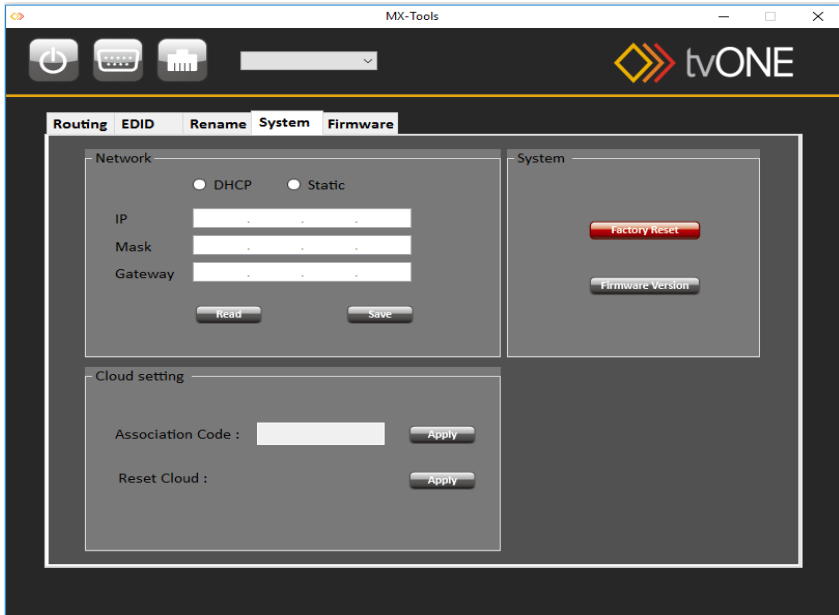 MX-Tools
tvONE
Routing EDID Rename System Firmware
Network
DHCP Static
IP . . .
Mask . . .
Gateway . . .
Read Save
System
Factory Reset
Firmware Version
Cloud setting
Association Code : Apply
Reset Cloud : Apply